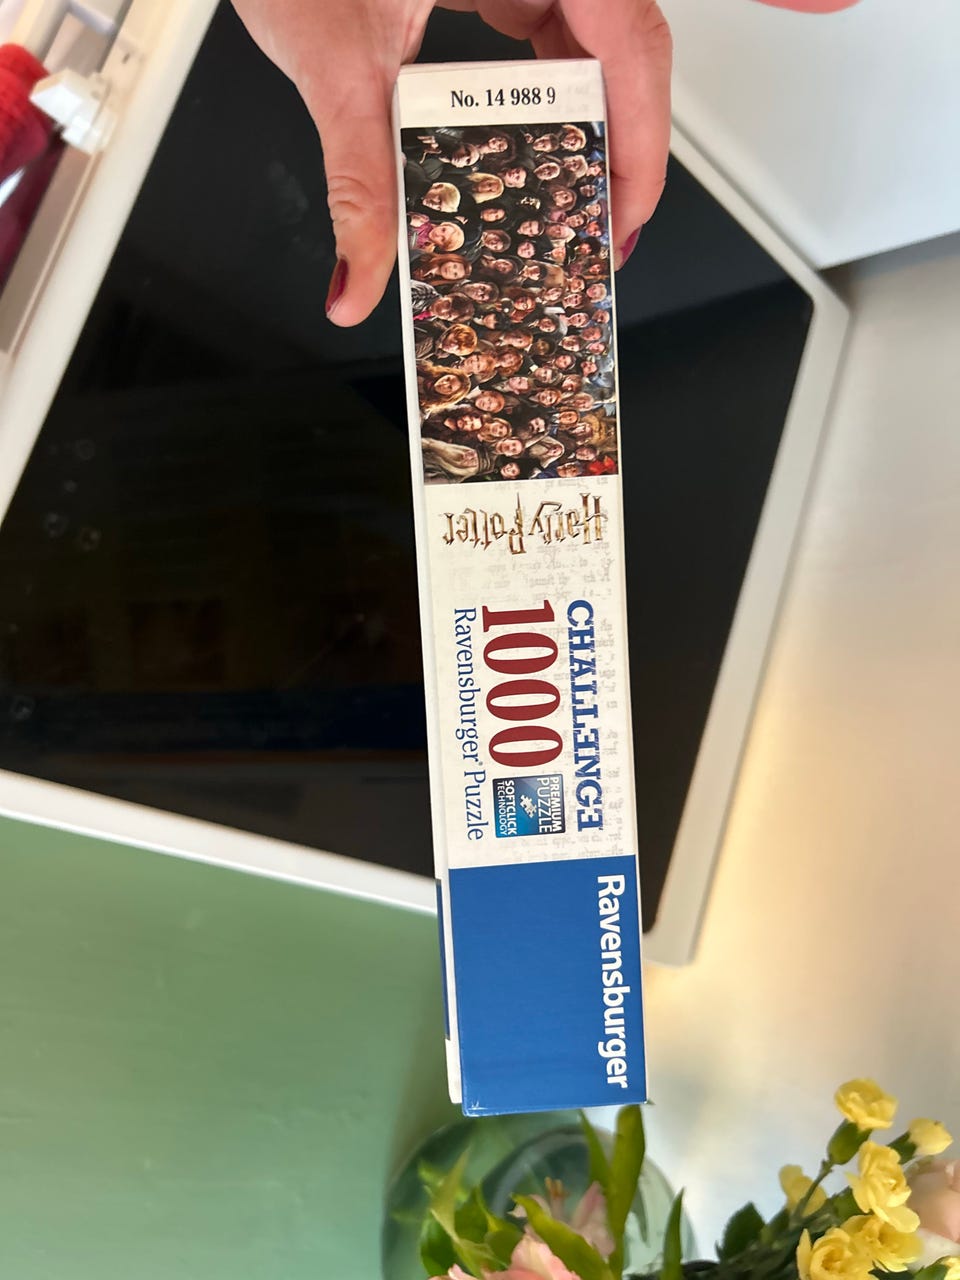 No. 14 988 9
Harry Potter
CHALLENGE
1000
Ravensburger® Puzzle
PREMIUM
PUZZLE
SOFTCLICK
TECHNOLOGY
Ravensburger